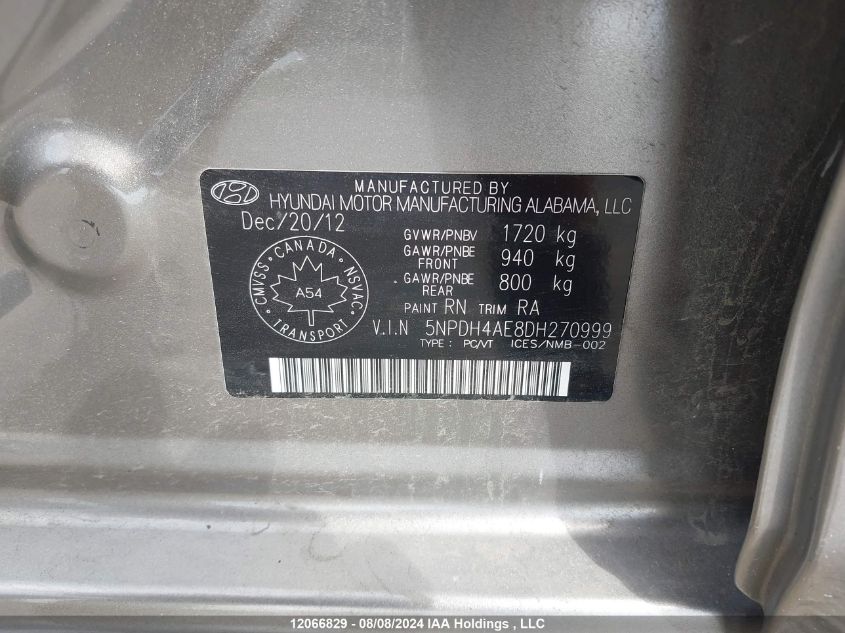 MANUFACTURED BY
HYUNDAI MOTOR MANUFACTURING ALABAMA, LLC
Dec/20/12
GVWR/PNBV 1720 kg
GAWR/PNBE FRONT 940 kg
GAWR/PNBE REAR 800 kg
CANADA
CMVSS
NSVAC
A54
TRANSPORT
PAINT RN TRIM RA
V.I.N 5NPDH4AE8DH270999
TYPE : PC/VT ICES/NMB-002
12066829 - 08/08/2024 IAA Holdings , LLC